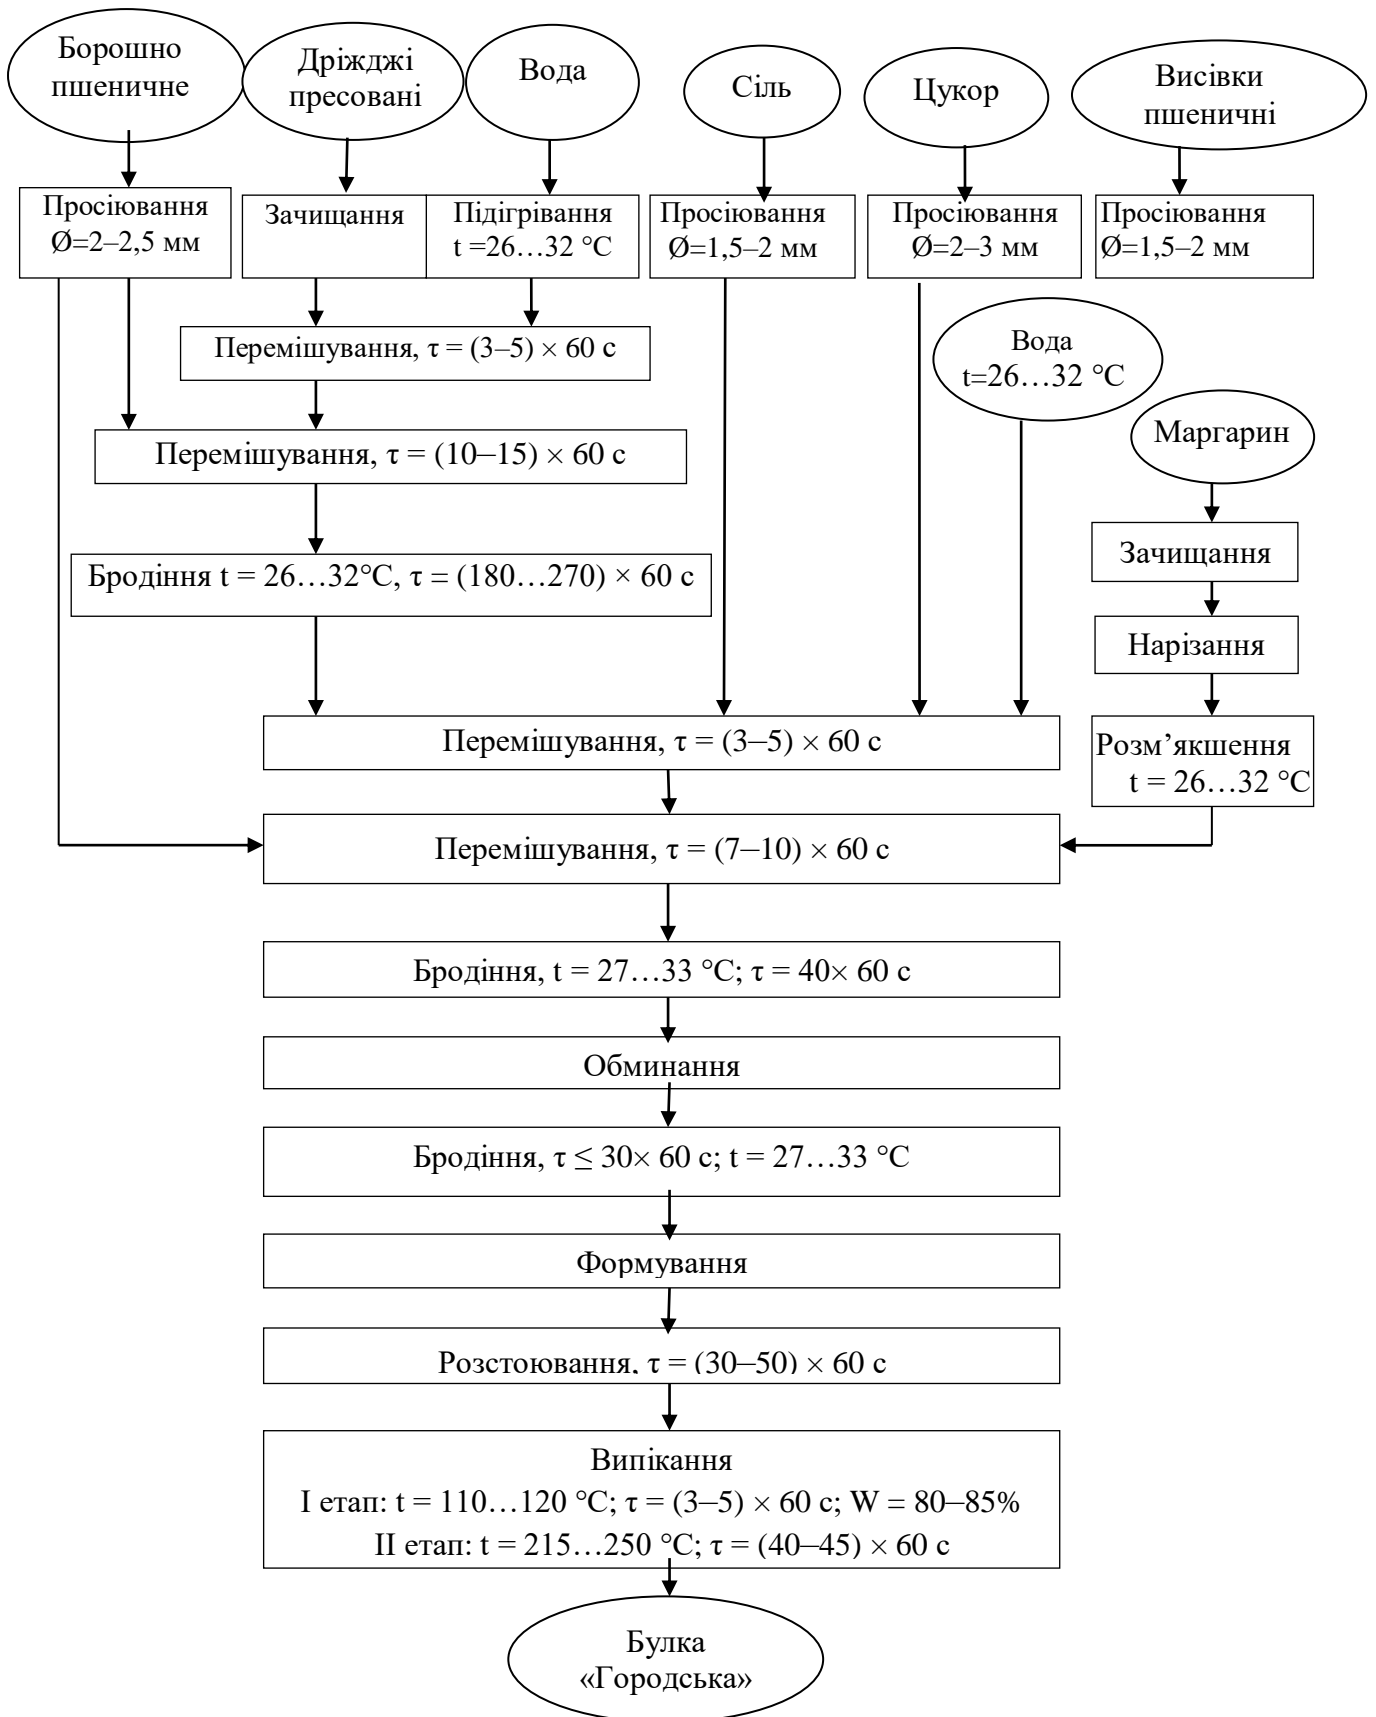 Борошно
пшеничне
Дріжджі
пресовані
Вода
Сіль
Цукор
Висівки
пшеничні
Просіювання
Ø=2–2,5 мм
Зачищання
Підігрівання
t =26…32 °С
Просіювання
Ø=1,5–2 мм
Просіювання
Ø=2–3 мм
Просіювання
Ø=1,5–2 мм
Перемішування, τ = (3–5) × 60 с
Вода
t=26…32 °С
Перемішування, τ = (10–15) × 60 с
Маргарин
Зачищання
Бродіння t = 26…32°С, τ = (180…270) × 60 с
Нарізання
Перемішування, τ = (3–5) × 60 с
Розм’якшення
t = 26…32 °С
Перемішування, τ = (7–10) × 60 с
Бродіння, t = 27…33 °С; τ = 40× 60 с
Обминання
Бродіння, τ ≤ 30× 60 с; t = 27…33 °С
Формування
Розстоювання, τ = (30–50) × 60 с
Випікання
І етап: t = 110…120 °С; τ = (3–5) × 60 с; W = 80–85%
ІІ етап: t = 215…250 °С; τ = (40–45) × 60 с
Булка
«Городська»